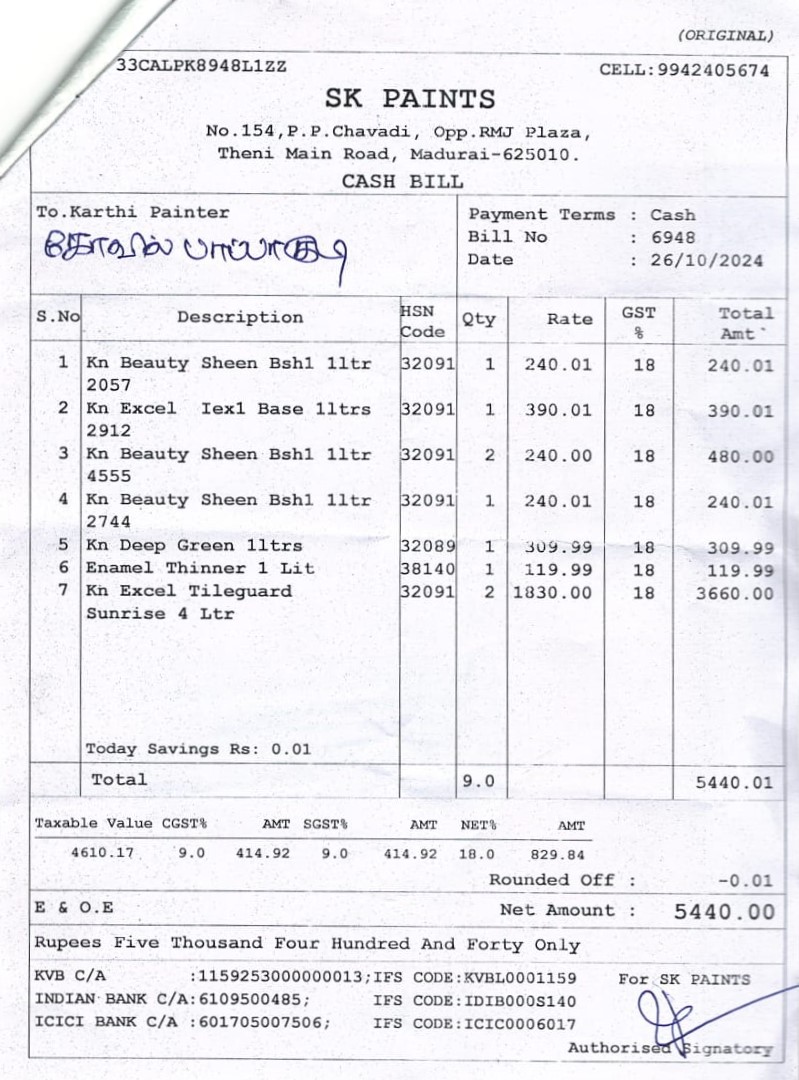 (ORIGINAL)
33CALPK8948L1ZZ CELL:9942405674
SK PAINTS
No.154,P.P.Chavadi, Opp.RMJ Plaza,
Theni Main Road, Madurai-625010.
CASH BILL
To.Karthi Painter
Payment Terms : Cash
Bill No : 6948
Date : 26/10/2024
S.No Description HSN Code Qty Rate GST % Total Amt
1 Kn Beauty Sheen Bsh1 1ltr 32091 1 240.01 18 240.01
2057
2 Kn Excel Iex1 Base 1ltrs 32091 1 390.01 18 390.01
2912
3 Kn Beauty Sheen Bsh1 1ltr 32091 2 240.00 18 480.00
4555
4 Kn Beauty Sheen Bsh1 1ltr 32091 1 240.01 18 240.01
2744
5 Kn Deep Green 1ltrs 32089 1 309.99 18 309.99
6 Enamel Thinner 1 Lit 38140 1 119.99 18 119.99
7 Kn Excel Tileguard 32091 2 1830.00 18 3660.00
Sunrise 4 Ltr
Today Savings Rs: 0.01
Total 9.0 5440.01
Taxable Value CGST% AMT SGST% AMT NET% AMT
4610.17 9.0 414.92 9.0 414.92 18.0 829.84
Rounded Off : -0.01
E & O.E Net Amount : 5440.00
Rupees Five Thousand Four Hundred And Forty Only
KVB C/A :1159253000000013;IFS CODE:KVBL0001159 For SK PAINTS
INDIAN BANK C/A:6109500485; IFS CODE:IDIB000S140
ICICI BANK C/A :601705007506; IFS CODE:ICIC0006017
Authorised Signatory